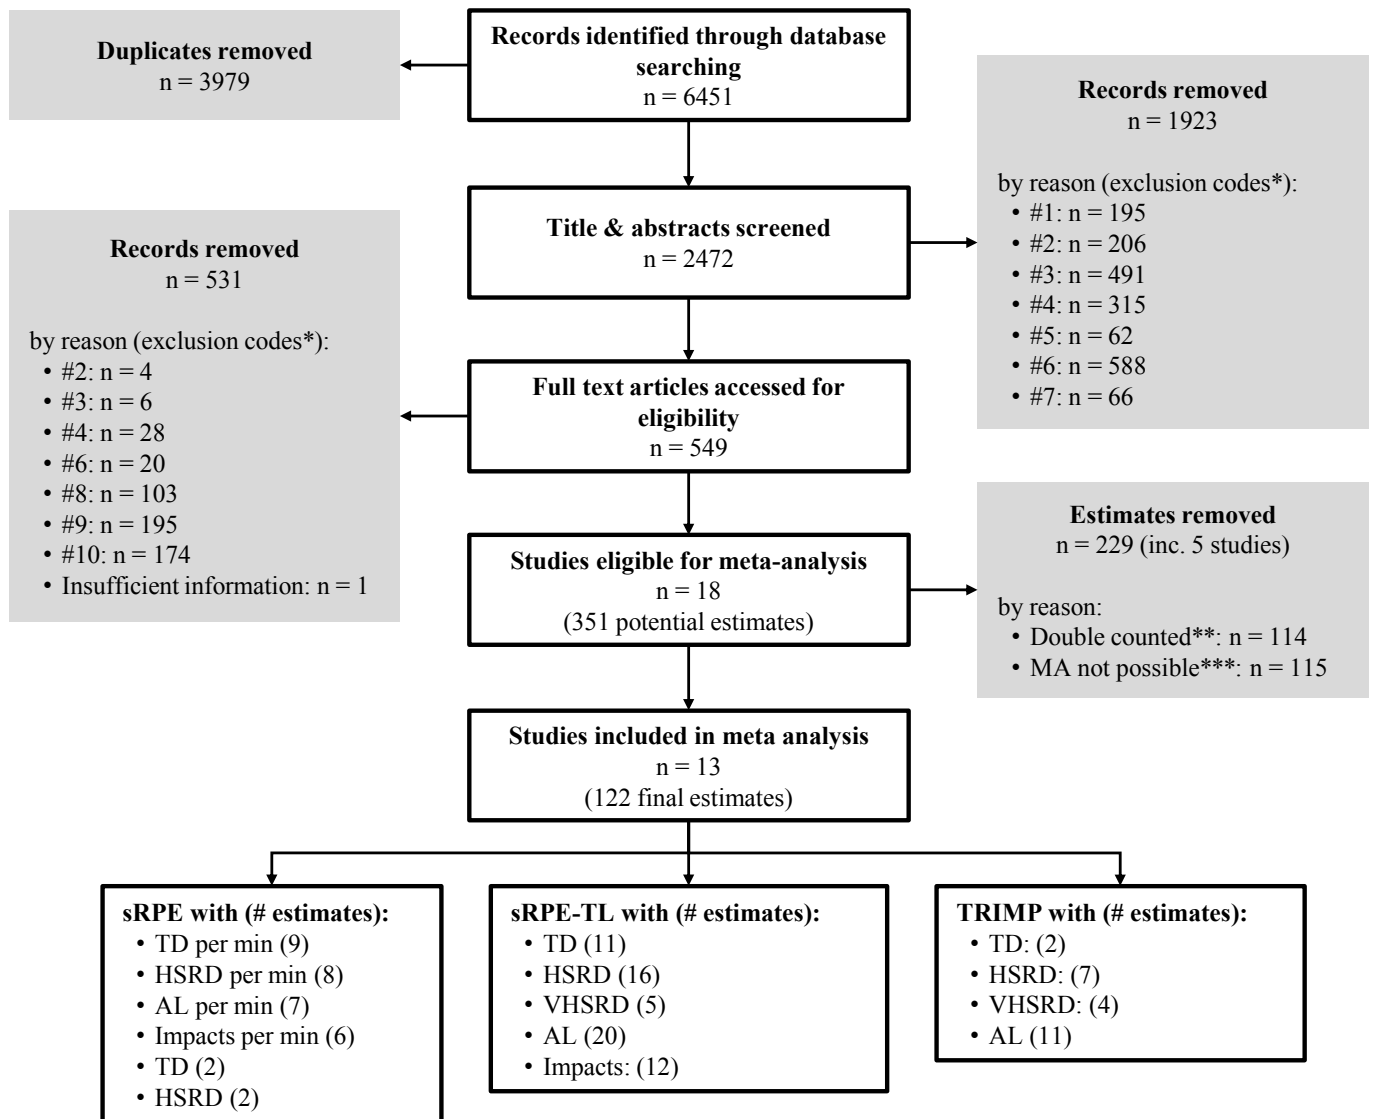 Duplicates removed
n = 3979
Records identified through database
searching
n = 6451
Records removed
n = 1923
by reason (exclusion codes*):
• #1: n = 195
• #2: n = 206
• #3: n = 491
• #4: n = 315
• #5: n = 62
• #6: n = 588
• #7: n = 66
Title & abstracts screened
n = 2472
Records removed
n = 531
by reason (exclusion codes*):
• #2: n = 4
• #3: n = 6
• #4: n = 28
• #6: n = 20
• #8: n = 103
• #9: n = 195
• #10: n = 174
• Insufficient information: n = 1
Full text articles accessed for
eligibility
n = 549
Studies eligible for meta-analysis
n = 18
(351 potential estimates)
Estimates removed
n = 229 (inc. 5 studies)
by reason:
• Double counted**: n = 114
• MA not possible***: n = 115
Studies included in meta analysis
n = 13
(122 final estimates)
sRPE with (# estimates):
• TD per min (9)
• HSRD per min (8)
• AL per min (7)
• Impacts per min (6)
• TD (2)
• HSRD (2)
sRPE-TL with (# estimates):
• TD (11)
• HSRD (16)
• VHSRD (5)
• AL (20)
• Impacts: (12)
TRIMP with (# estimates):
• TD: (2)
• HSRD: (7)
• VHSRD: (4)
• AL (11)